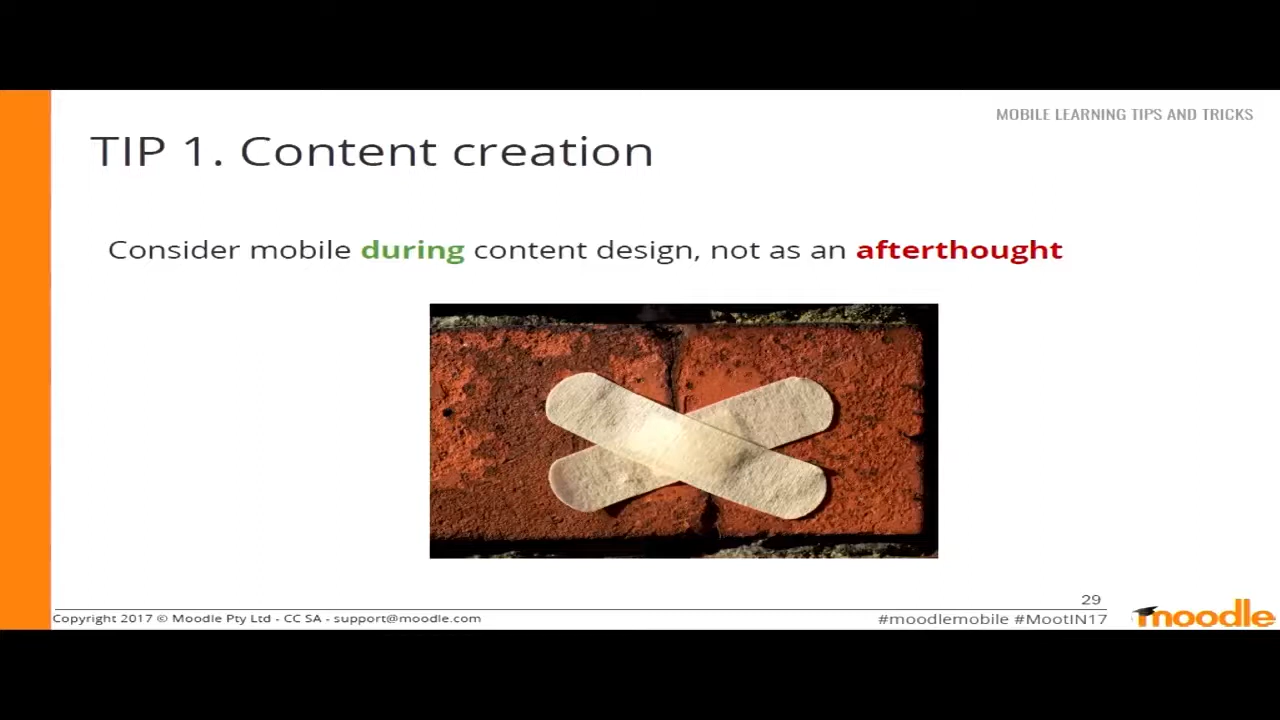 MOBILE LEARNING TIPS AND TRICKS
TIP 1. Content creation
Consider mobile during content design, not as an afterthought
29
Copyright 2017 © Moodle Pty Ltd - CC SA - support@moodle.com
#moodlemobile #MootIN17
moodle